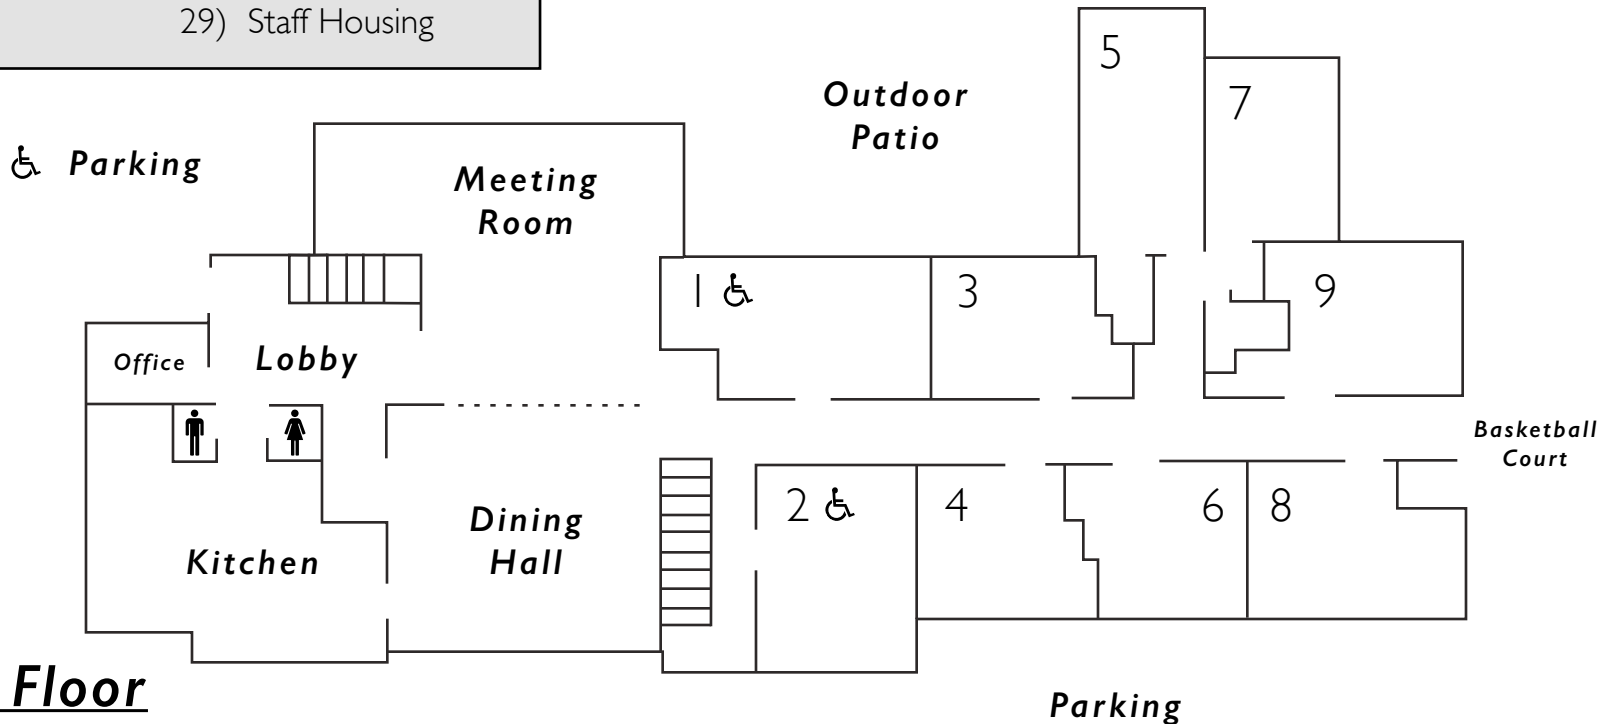 29) Staff Housing
5
Outdoor
Patio
7
Parking
Meeting
Room
1
3
9
Office
Lobby
Basketball
Court
2
4
6
8
Dining
Hall
Kitchen
Floor
Parking